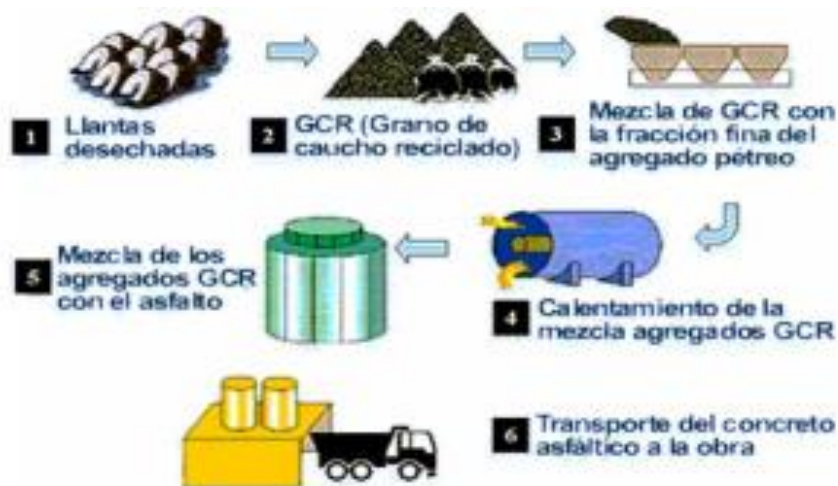 1 Llantas
desechadas
2 GCR (Grano de
caucho reciclado)
3 Mezcla de GCR con
la fracción fina del
agregado pétreo
4 Calentamiento de la
mezcla agregados GCR
5 Mezcla de los
agregados GCR
con el asfalto
6 Transporte del concreto
asfáltico a la obra